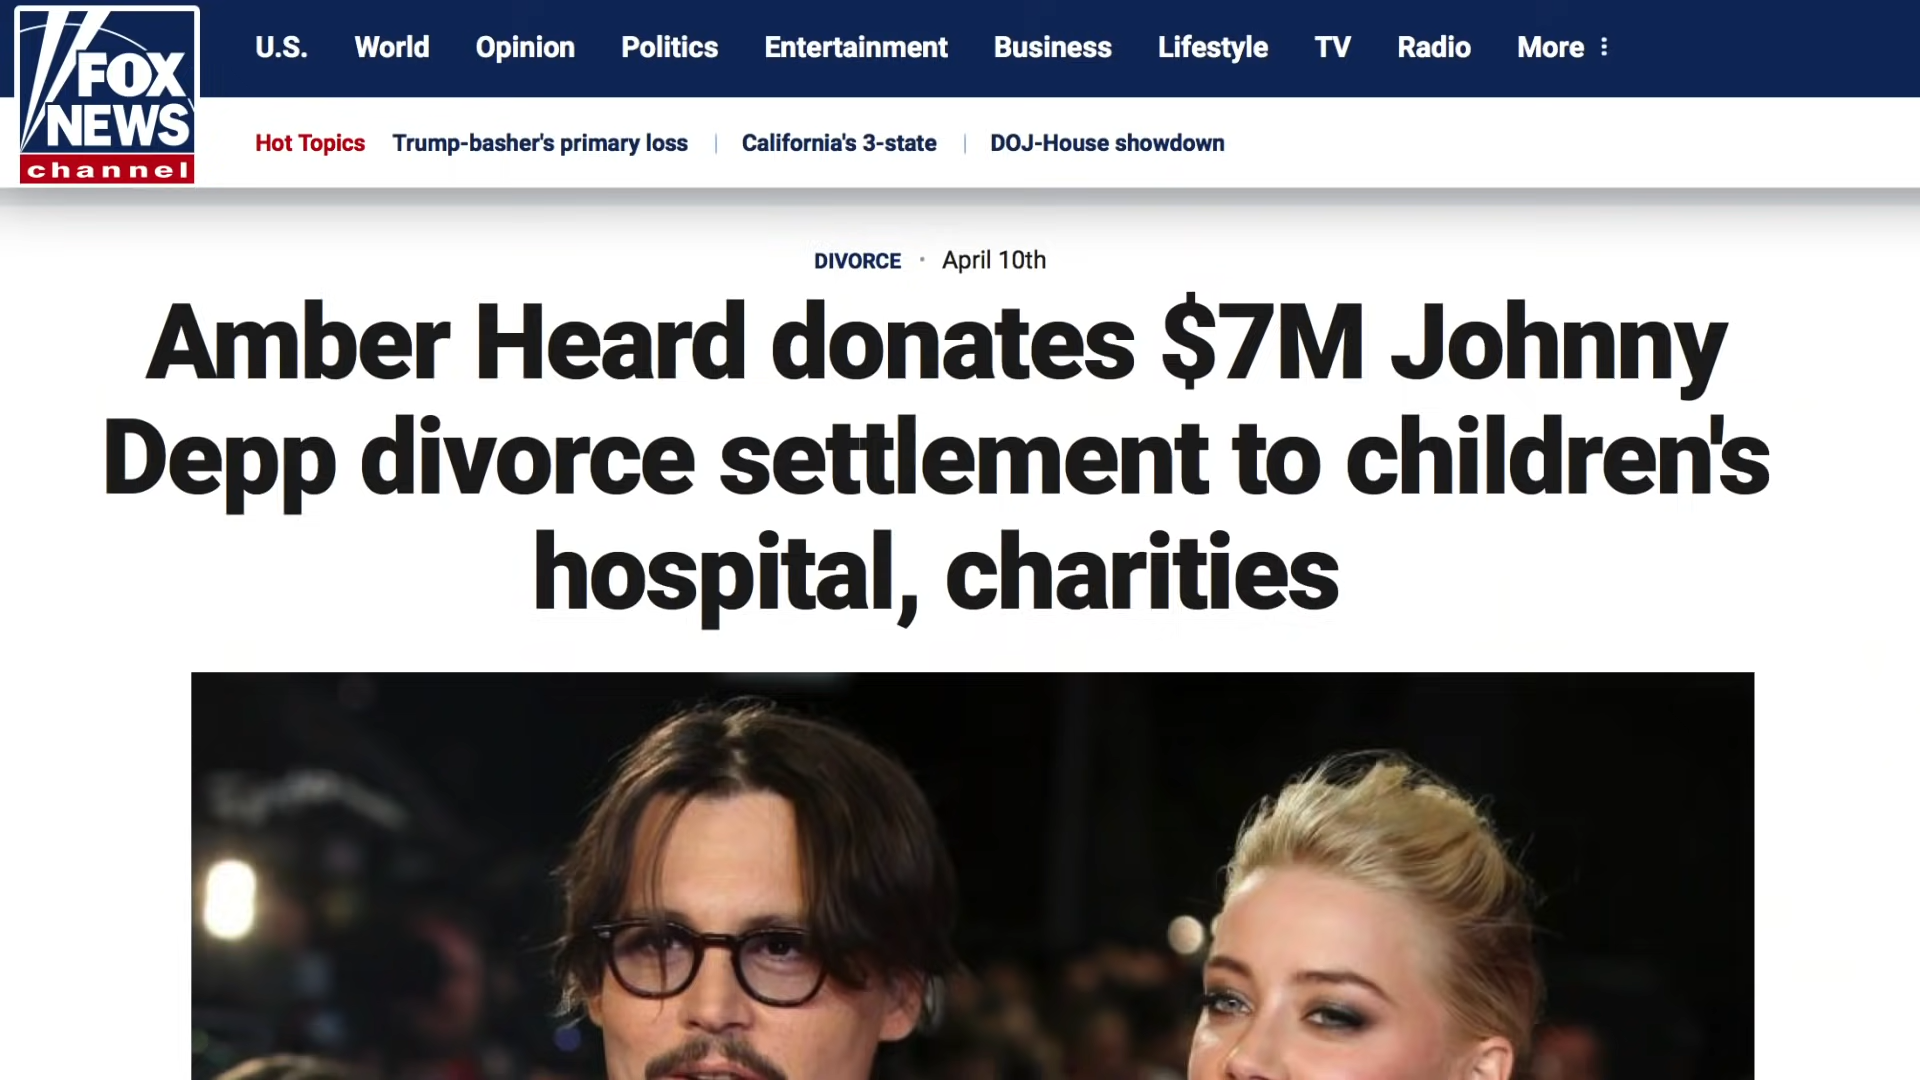 FOX
NEWS
channel
U.S. World Opinion Politics Entertainment Business Lifestyle TV Radio More
Hot Topics Trump-basher's primary loss California's 3-state DOJ-House showdown
DIVORCE · April 10th
Amber Heard donates $7M Johnny
Depp divorce settlement to children's
hospital, charities